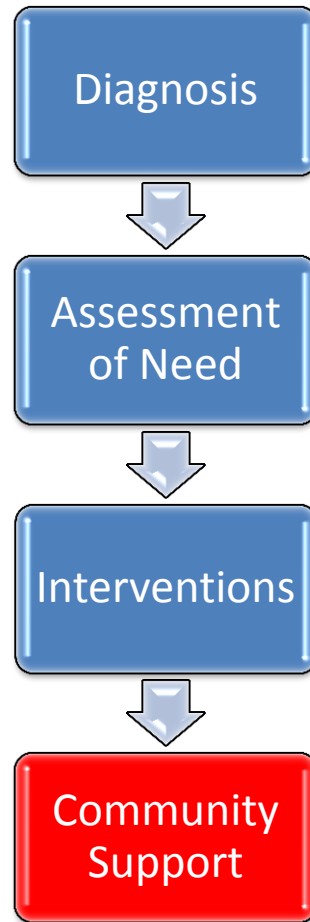 Diagnosis
Assessment
of Need
Interventions
Community
Support